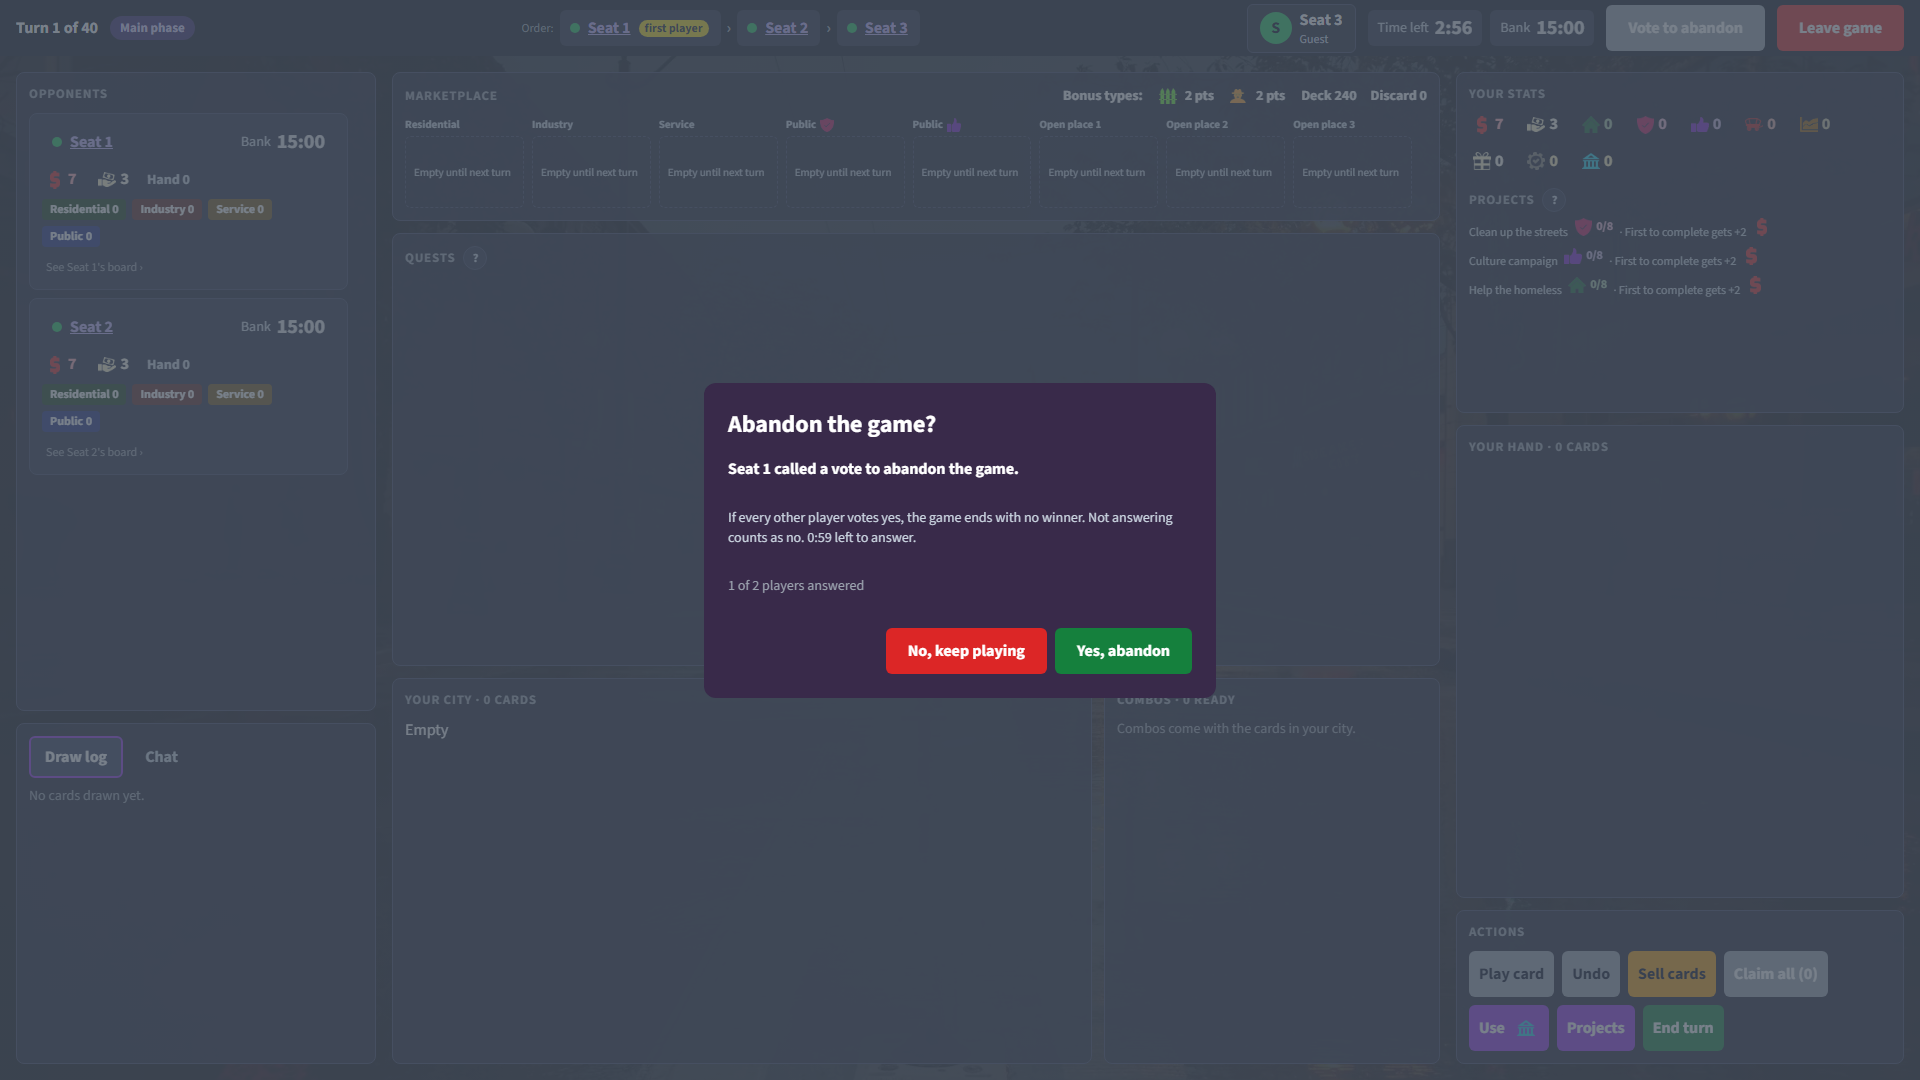 Turn 1 of 40
Main phase
Order:
Seat 1
first player
›
Seat 2
›
Seat 3
S
Seat 3
Guest
Time left 2:56
Bank 15:00
Vote to abandon
Leave game
OPPONENTS
Seat 1
Bank 15:00
7
3
Hand 0
Residential 0
Industry 0
Service 0
Public 0
See Seat 1's board ›
Seat 2
Bank 15:00
7
3
Hand 0
Residential 0
Industry 0
Service 0
Public 0
See Seat 2's board ›
Draw log
Chat
No cards drawn yet.
MARKETPLACE
Bonus types:
2 pts
2 pts
Deck 240
Discard 0
Residential
Industry
Service
Public
Public
Open place 1
Open place 2
Open place 3
Empty until next turn
Empty until next turn
Empty until next turn
Empty until next turn
Empty until next turn
Empty until next turn
Empty until next turn
Empty until next turn
QUESTS
?
Abandon the game?
Seat 1 called a vote to abandon the game.
If every other player votes yes, the game ends with no winner. Not answering
counts as no. 0:59 left to answer.
1 of 2 players answered
No, keep playing
Yes, abandon
YOUR CITY · 0 CARDS
Empty
COMBOS · 0 READY
Combos come with the cards in your city.
YOUR STATS
$ 7
3
0
0
0
0
0
0
0
0
PROJECTS
?
Clean up the streets 0/8 · First to complete gets +2 $
Culture campaign 0/8 · First to complete gets +2 $
Help the homeless 0/8 · First to complete gets +2 $
YOUR HAND · 0 CARDS
ACTIONS
Play card
Undo
Sell cards
Claim all (0)
Use
Projects
End turn